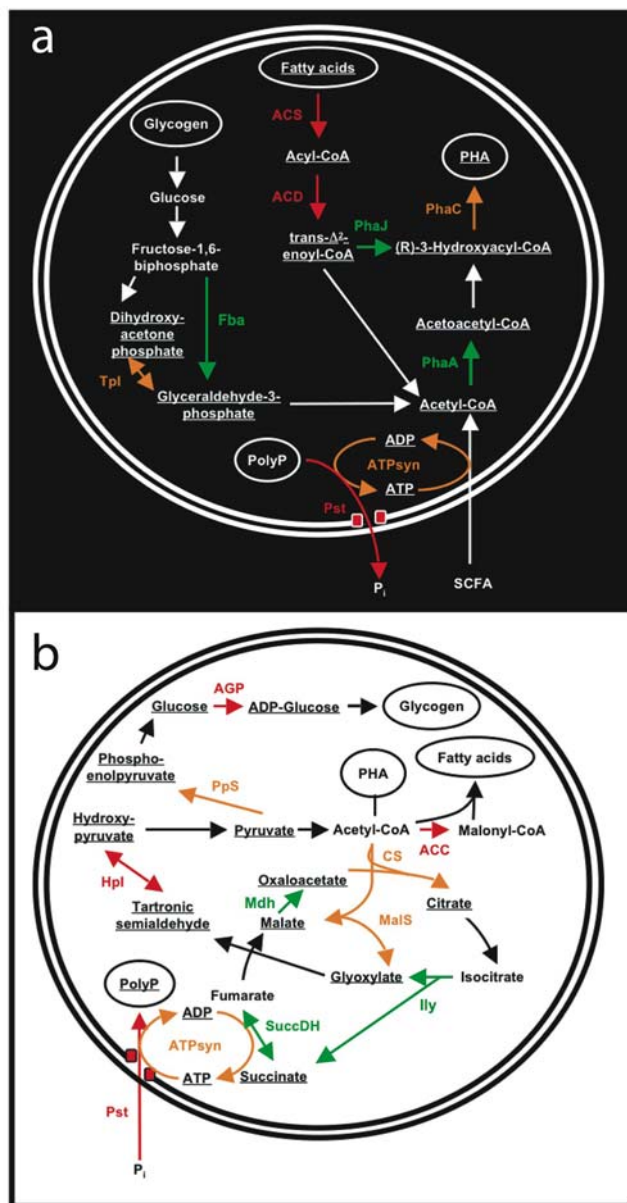 a
Fatty acids
ACS
Glycogen
Acyl-CoA
PHA
ACD
PhaC
Glucose
PhaJ
trans-Δ²-
enoyl-CoA
(R)-3-Hydroxyacyl-CoA
Fructose-1,6-
biphosphate
Dihydroxy-
acetone
phosphate
Fba
Acetoacetyl-CoA
PhaA
Tpl
Glyceraldehyde-3-
phosphate
Acetyl-CoA
ADP
PolyP
ATPsyn
ATP
Pst
Pi
SCFA
b
AGP
Glucose
ADP-Glucose
Glycogen
Phospho-
enolpyruvate
PHA
Fatty acids
PpS
Hydroxy-
pyruvate
Pyruvate
Acetyl-CoA
Malonyl-CoA
ACC
CS
Hpl
Oxaloacetate
Mdh
Citrate
Tartronic
semialdehyde
Malate
MalS
Glyoxylate
Isocitrate
PolyP
Fumarate
Ily
ADP
SuccDH
ATPsyn
ATP
Succinate
Pst
Pi